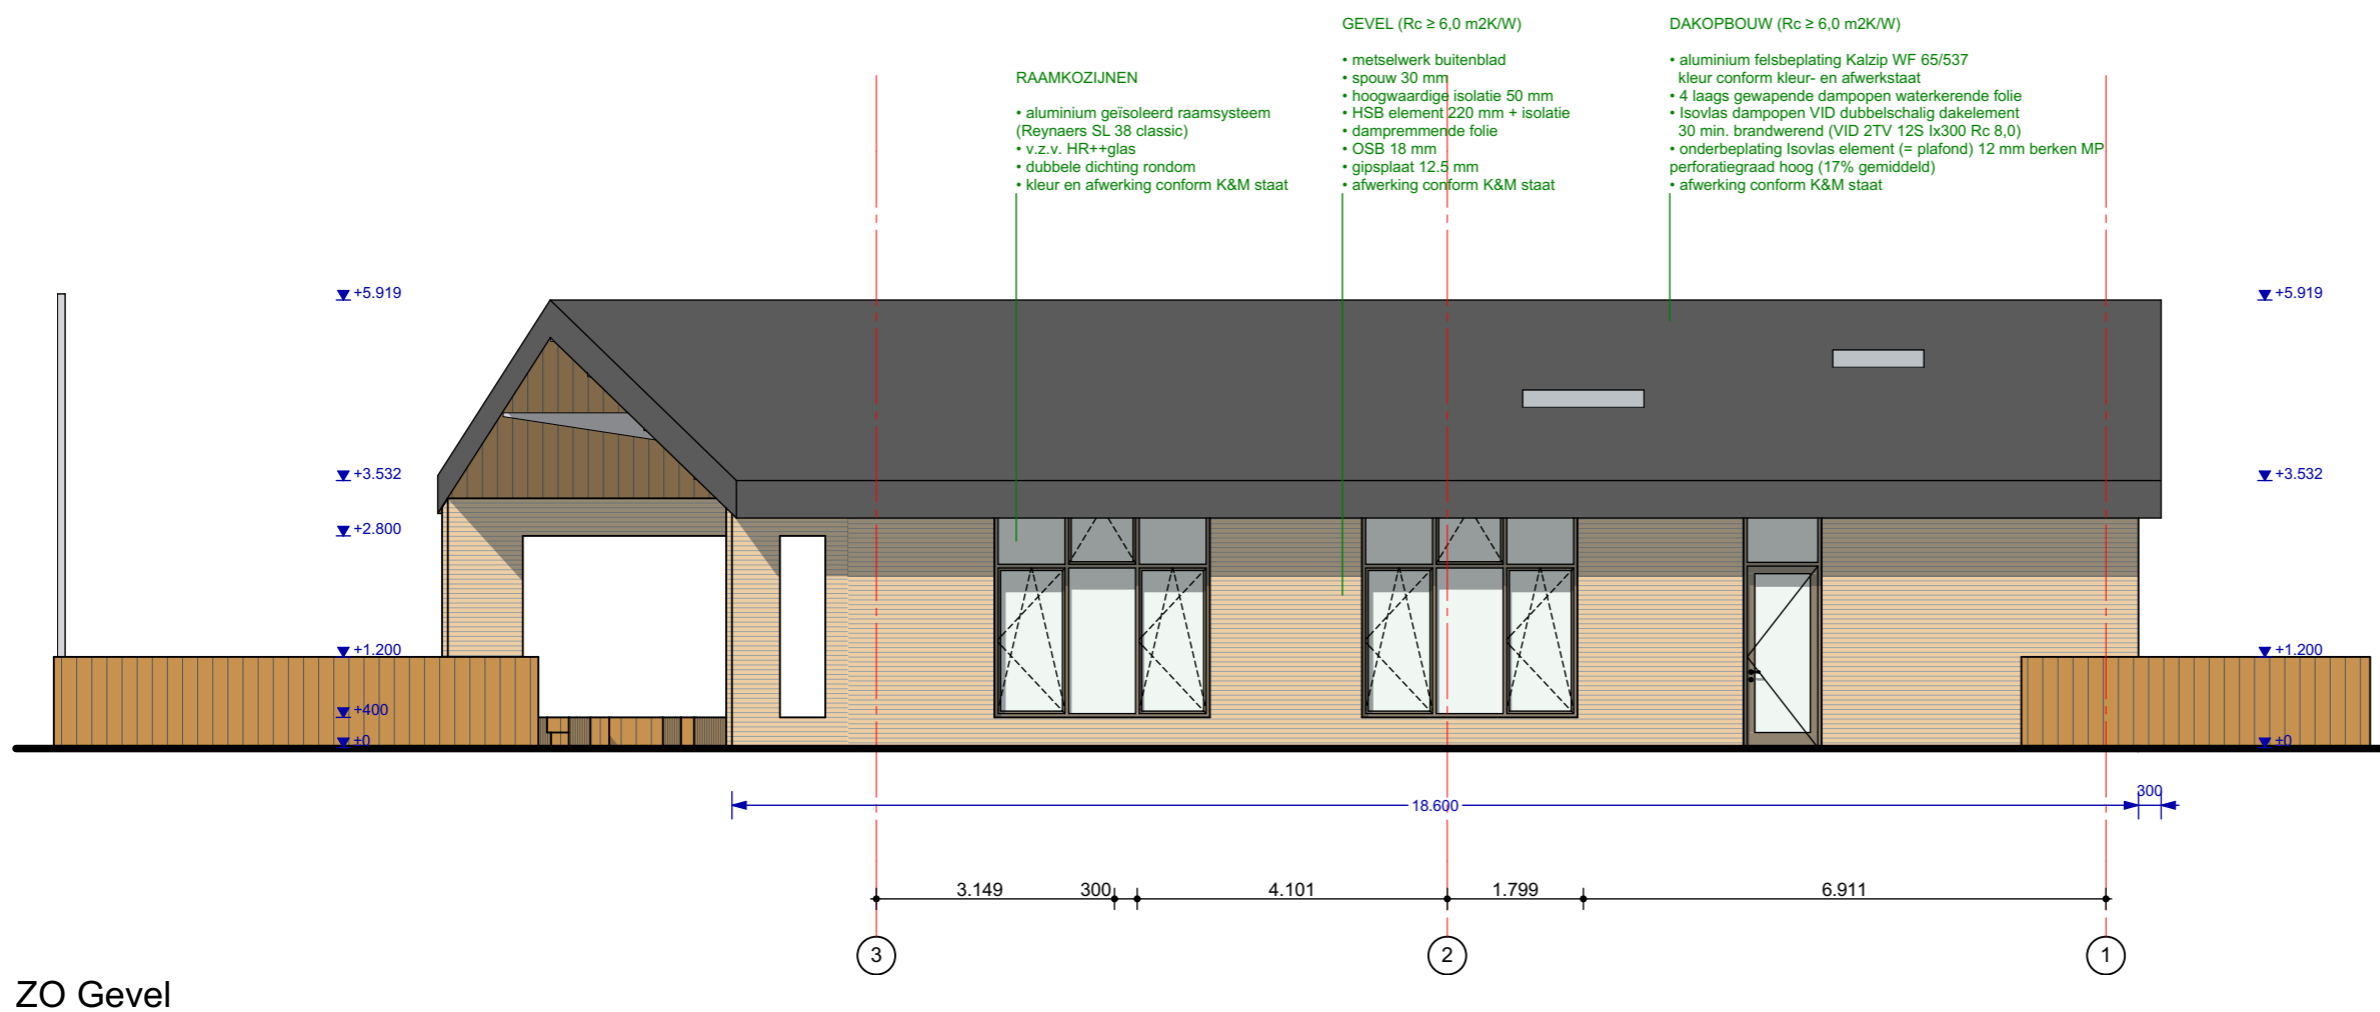 GEVEL (Rc ≥ 6,0 m2K/W)
• metselwerk buitenblad
• spouw 30 mm
• hoogwaardige isolatie 50 mm
• HSB element 220 mm + isolatie
• dampremmende folie
• OSB 18 mm
• gipsplaat 12.5 mm
• afwerking conform K&M staat
DAKOPBOUW (Rc ≥ 6,0 m2K/W)
• aluminium felsbeplating Kalzip WF 65/537
kleur conform kleur- en afwerkstaat
• 4 laags gewapende dampopen waterkerende folie
• Isovlas dampopen VID dubbelschalig dakelement
30 min. brandwerend (VID 2TV 12S lx300 Rc 8,0)
• onderbeplating Isovlas element (= plafond) 12 mm berken MP
perforatiegraad hoog (17% gemiddeld)
• afwerking conform K&M staat
RAAMKOZIJNEN
• aluminium geïsoleerd raamsysteem
(Reynaers SL 38 classic)
• v.z.v. HR++glas
• dubbele dichting rondom
• kleur en afwerking conform K&M staat
+5.919
+5.919
+3.532
+3.532
+2.800
+1.200
+1.200
+400
+0
+0
18.600
300
3.149
300
4.101
1.799
6.911
3
2
1
ZO Gevel